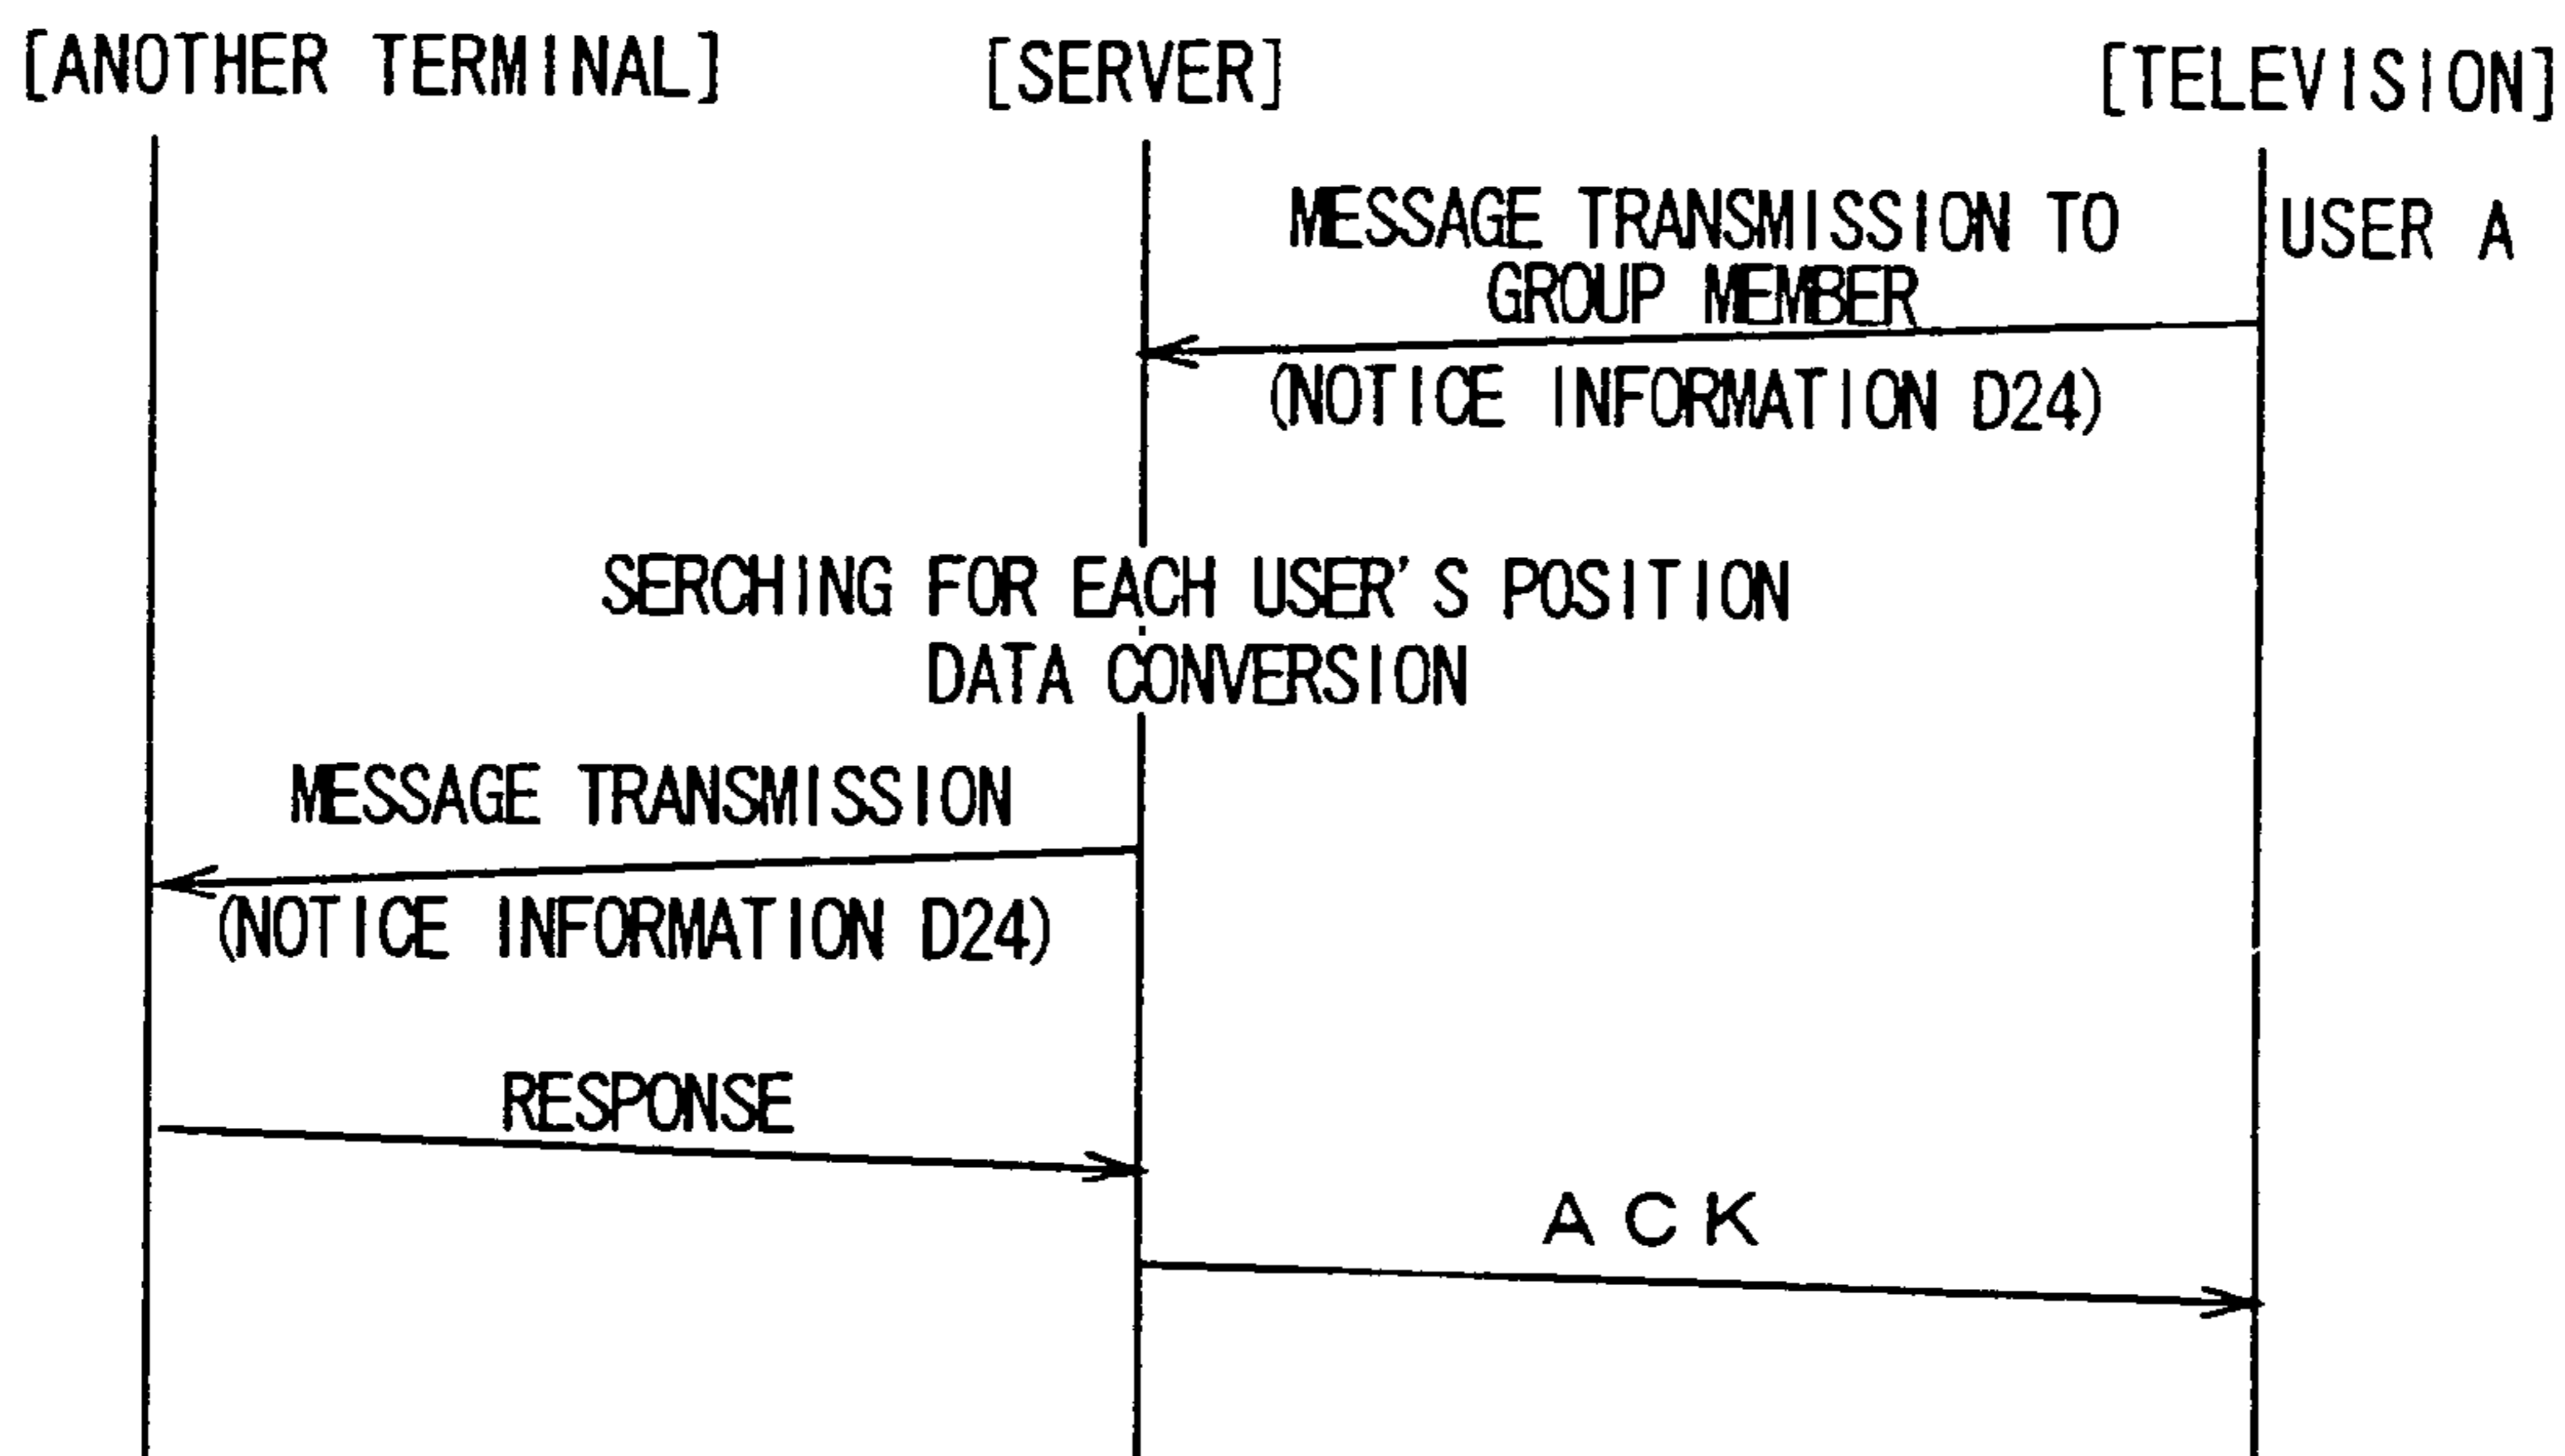 [ANOTHER TERMINAL]
[SERVER]
[TELEVISION]
USER A
MESSAGE TRANSMISSION TO
GROUP MEMBER
(NOTICE INFORMATION D24)
SERCHING FOR EACH USER'S POSITION
DATA CONVERSION
MESSAGE TRANSMISSION
(NOTICE INFORMATION D24)
RESPONSE
ACK